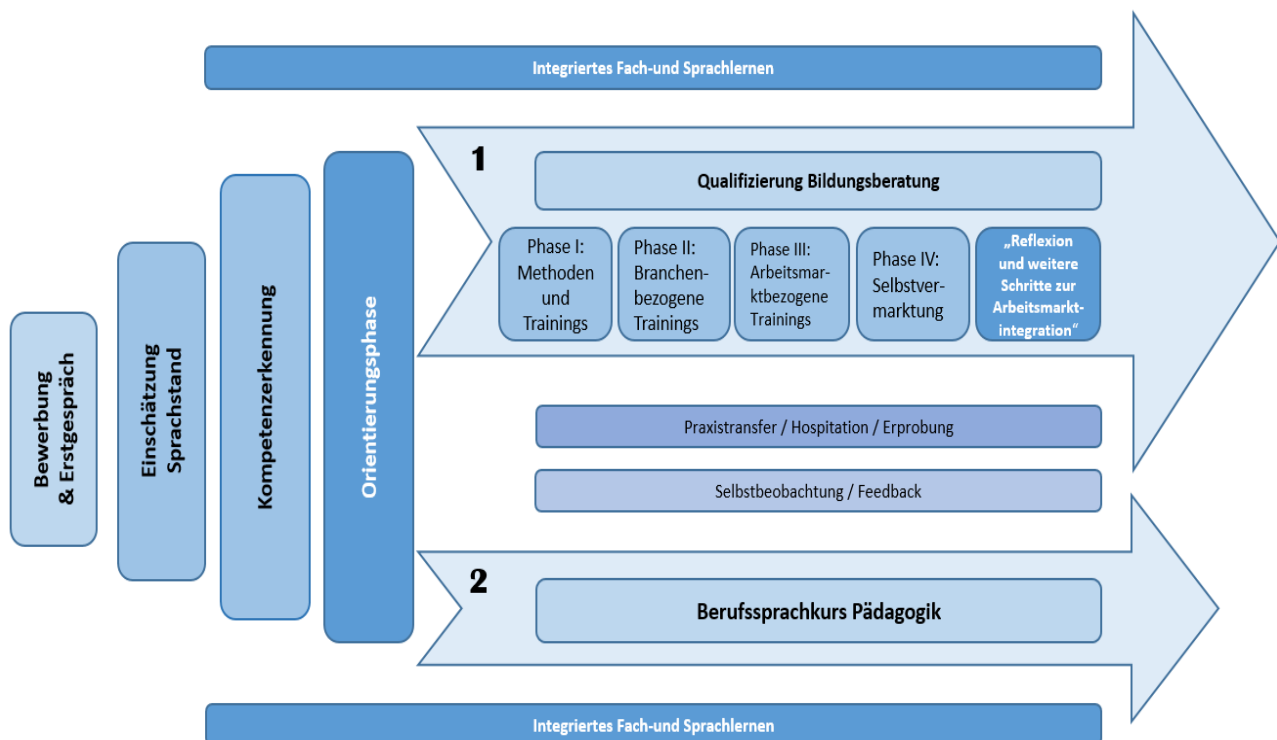 Integriertes Fach-und Sprachlernen
Bewerbung
& Erstgespräch
Einschätzung
Sprachstand
Kompetenzerkennung
Orientierungsphase
1
Qualifizierung Bildungsberatung
Phase I:
Methoden
und
Trainings
Phase II:
Branchen-
bezogene
Trainings
Phase III:
Arbeitsmar-
ktbezogene
Trainings
Phase IV:
Selbstver-
marktung
„Reflexion
und weitere
Schritte zur
Arbeitsmarkt-
integration“
Praxistransfer / Hospitation / Erprobung
Selbstbeobachtung / Feedback
2
Berufssprachkurs Pädagogik
Integriertes Fach-und Sprachlernen